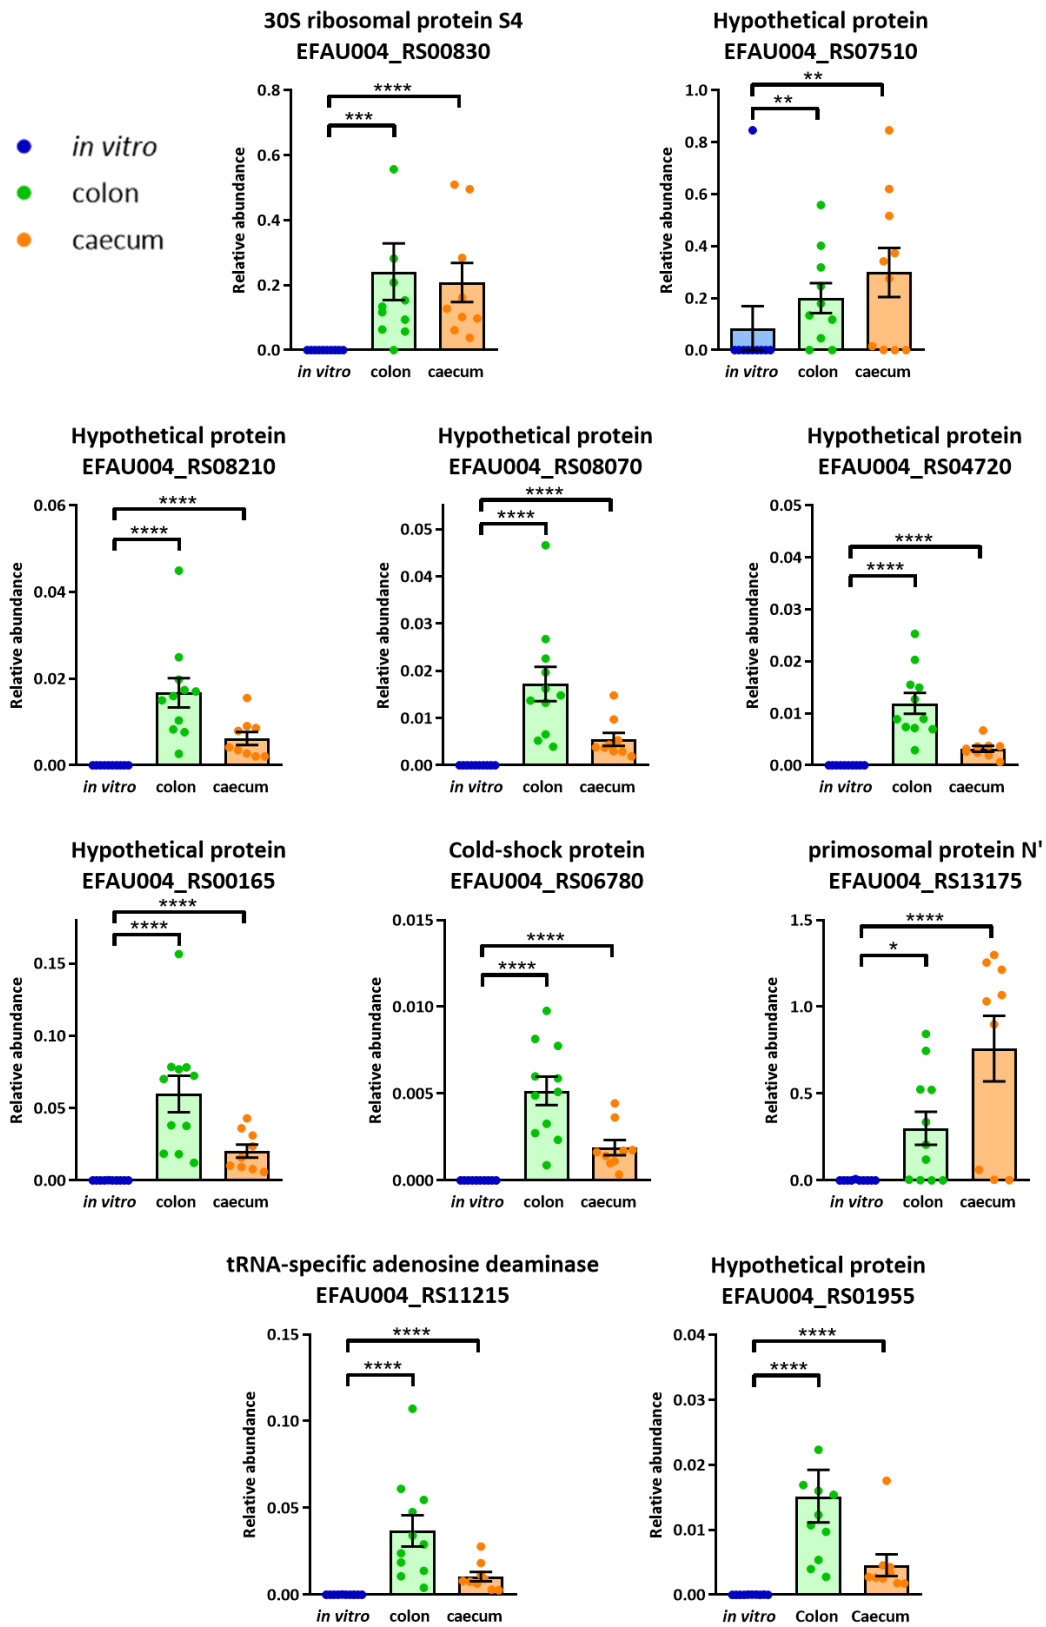 30S ribosomal protein S4
EFAU004_RS00830
Hypothetical protein
EFAU004_RS07510
in vitro
colon
caecum
Relative abundance
0.8
0.6
0.4
0.2
0.0
****
***
in vitro colon caecum
Relative abundance
1.0
0.8
0.6
0.4
0.2
0.0
**
**
in vitro colon caecum
Hypothetical protein
EFAU004_RS08210
Hypothetical protein
EFAU004_RS08070
Hypothetical protein
EFAU004_RS04720
Relative abundance
0.06
0.04
0.02
0.00
****
****
in vitro colon caecum
Relative abundance
0.05
0.04
0.03
0.02
0.01
0.00
****
****
in vitro colon caecum
Relative abundance
0.05
0.04
0.03
0.02
0.01
0.00
****
****
in vitro colon caecum
Hypothetical protein
EFAU004_RS00165
Cold-shock protein
EFAU004_RS06780
primosomal protein N'
EFAU004_RS13175
Relative abundance
0.15
0.10
0.05
0.00
****
****
in vitro colon caecum
Relative abundance
0.015
0.010
0.005
0.000
****
****
in vitro colon caecum
Relative abundance
1.5
1.0
0.5
0.0
****
*
in vitro colon caecum
tRNA-specific adenosine deaminase
EFAU004_RS11215
Hypothetical protein
EFAU004_RS01955
Relative abundance
0.15
0.10
0.05
0.00
****
****
in vitro colon caecum
Relative abundance
0.04
0.03
0.02
0.01
0.00
****
****
in vitro Colon Caecum